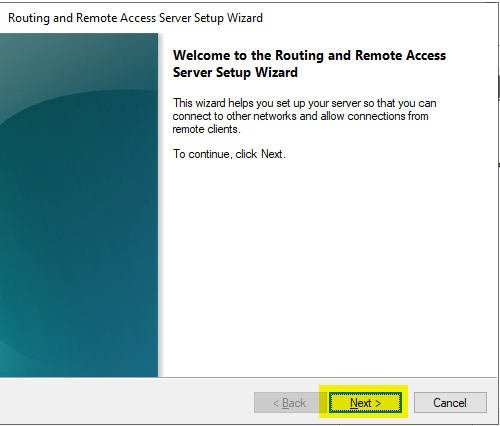 Routing and Remote Access Server Setup Wizard
Welcome to the Routing and Remote Access
Server Setup Wizard
This wizard helps you set up your server so that you can
connect to other networks and allow connections from
remote clients.
To continue, click Next.
< Back
Next >
Cancel